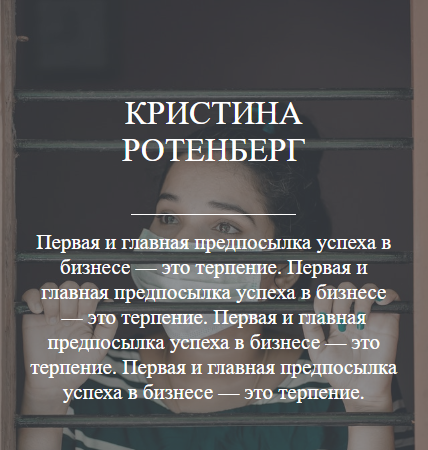 КРИСТИНА
РОТЕНБЕРГ
Первая и главная предпосылка успеха в
бизнесе — это терпение. Первая и
главная предпосылка успеха в бизнесе
— это терпение. Первая и главная
предпосылка успеха в бизнесе — это
терпение. Первая и главная предпосылка
успеха в бизнесе — это терпение.